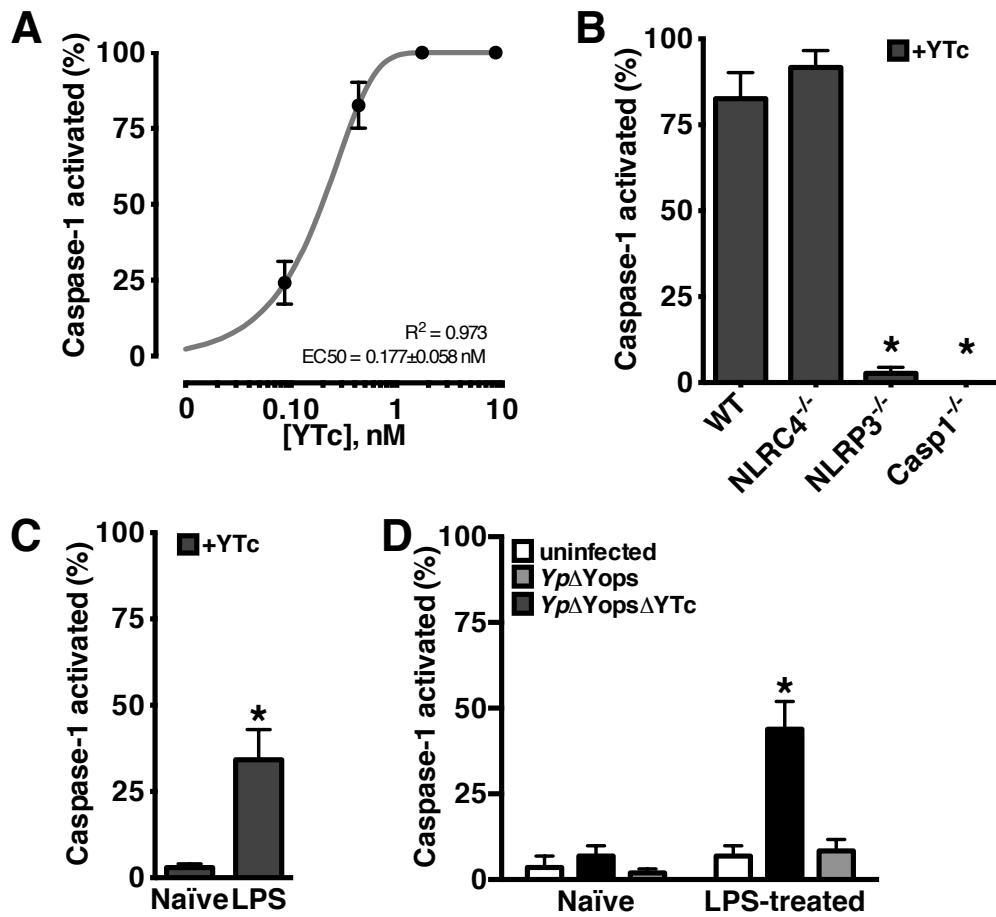 A
Caspase-1 activated (%)
100
75
50
25
0
R² = 0.973
EC50 = 0.177±0.058 nM
0 0.10 1 10
[YTc], nM
B
Caspase-1 activated (%)
100
75
50
25
0
+YTc
* *
WT NLRC4-/- NLRP3-/- Casp1-/-
C
Caspase-1 activated (%)
100
75
50
25
0
+YTc
*
Naïve LPS
D
Caspase-1 activated (%)
100
75
50
25
0
uninfected
YpΔYops
YpΔYopsΔYTc
*
Naïve LPS-treated